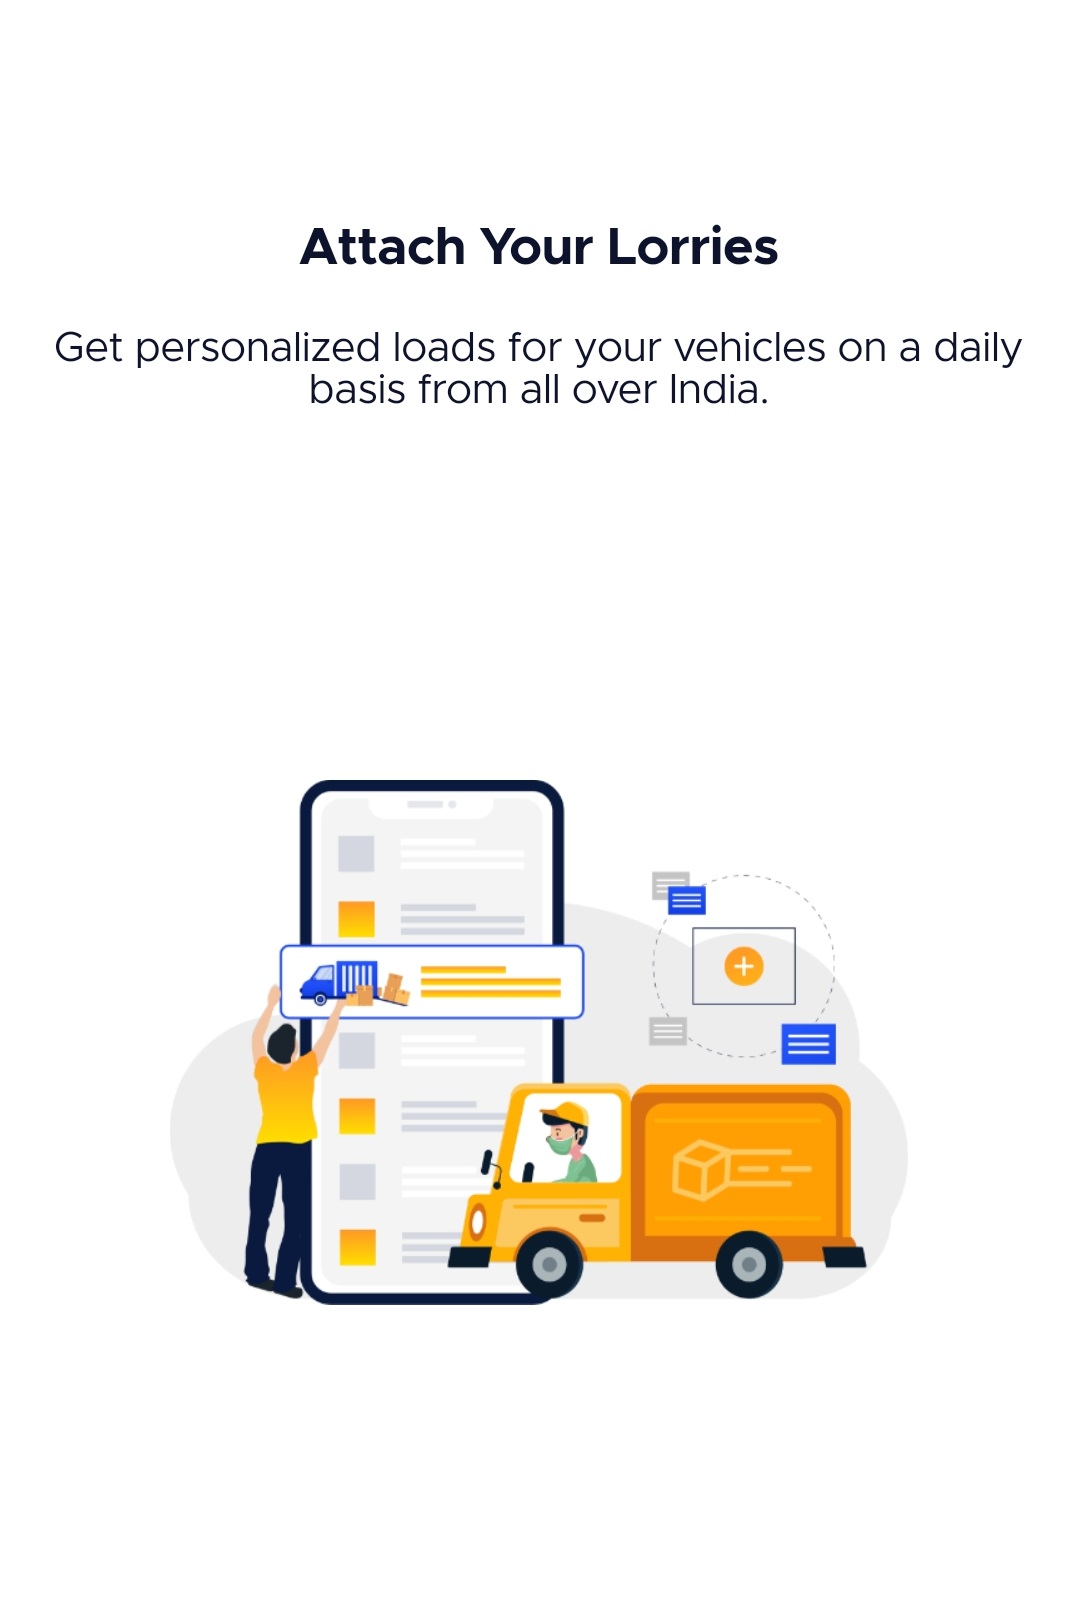 Attach Your Lorries
Get personalized loads for your vehicles on a daily
basis from all over India.